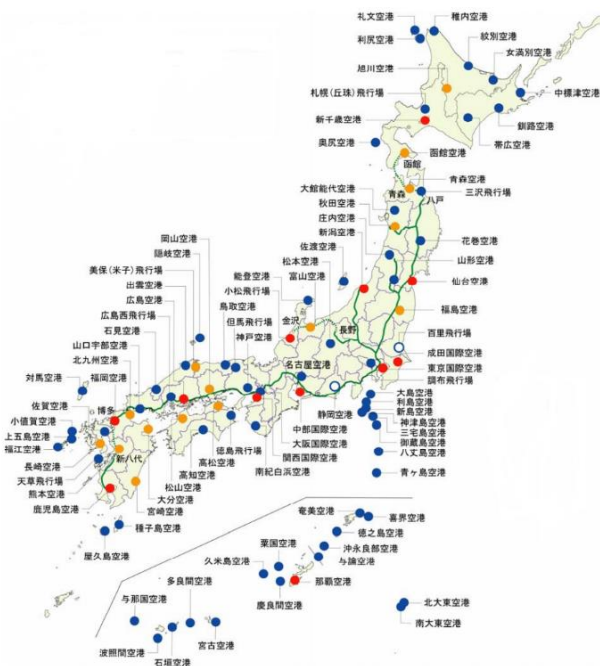 礼文空港
稚内空港
利尻空港
紋別空港
女満別空港
旭川空港
札幌(丘珠)飛行場
中標津空港
新千歳空港
釧路空港
帯広空港
奥尻空港
函館空港
函館
青森空港
大館能代空港
青森
三沢飛行場
秋田空港
八戸
庄内空港
新潟空港
花巻空港
岡山空港
佐渡空港
山形空港
隠岐空港
松本空港
美保(米子)飛行場
能登空港
富山空港
仙台空港
出雲空港
小松飛行場
広島空港
鳥取空港
福島空港
広島西飛行場
但馬飛行場
金沢
石見空港
神戸空港
長野
百里飛行場
山口宇部空港
北九州空港
名古屋空港
成田国際空港
福岡空港
東京国際空港
対馬空港
調布飛行場
佐賀空港
博多
大島空港
小値賀空港
利島空港
静岡空港
新島空港
上五島空港
中部国際空港
神津島空港
福江空港
新八代
徳島飛行場
大阪国際空港
三宅島空港
長崎空港
高松空港
関西国際空港
御蔵島空港
天草飛行場
高知空港
南紀白浜空港
八丈島空港
熊本空港
松山空港
青ヶ島空港
鹿児島空港
大分空港
宮崎空港
種子島空港
奄美空港
喜界空港
屋久島空港
徳之島空港
沖永良部空港
粟国空港
与論空港
久米島空港
多良間空港
那覇空港
慶良間空港
与那国空港
北大東空港
南大東空港
波照間空港
宮古空港
石垣空港